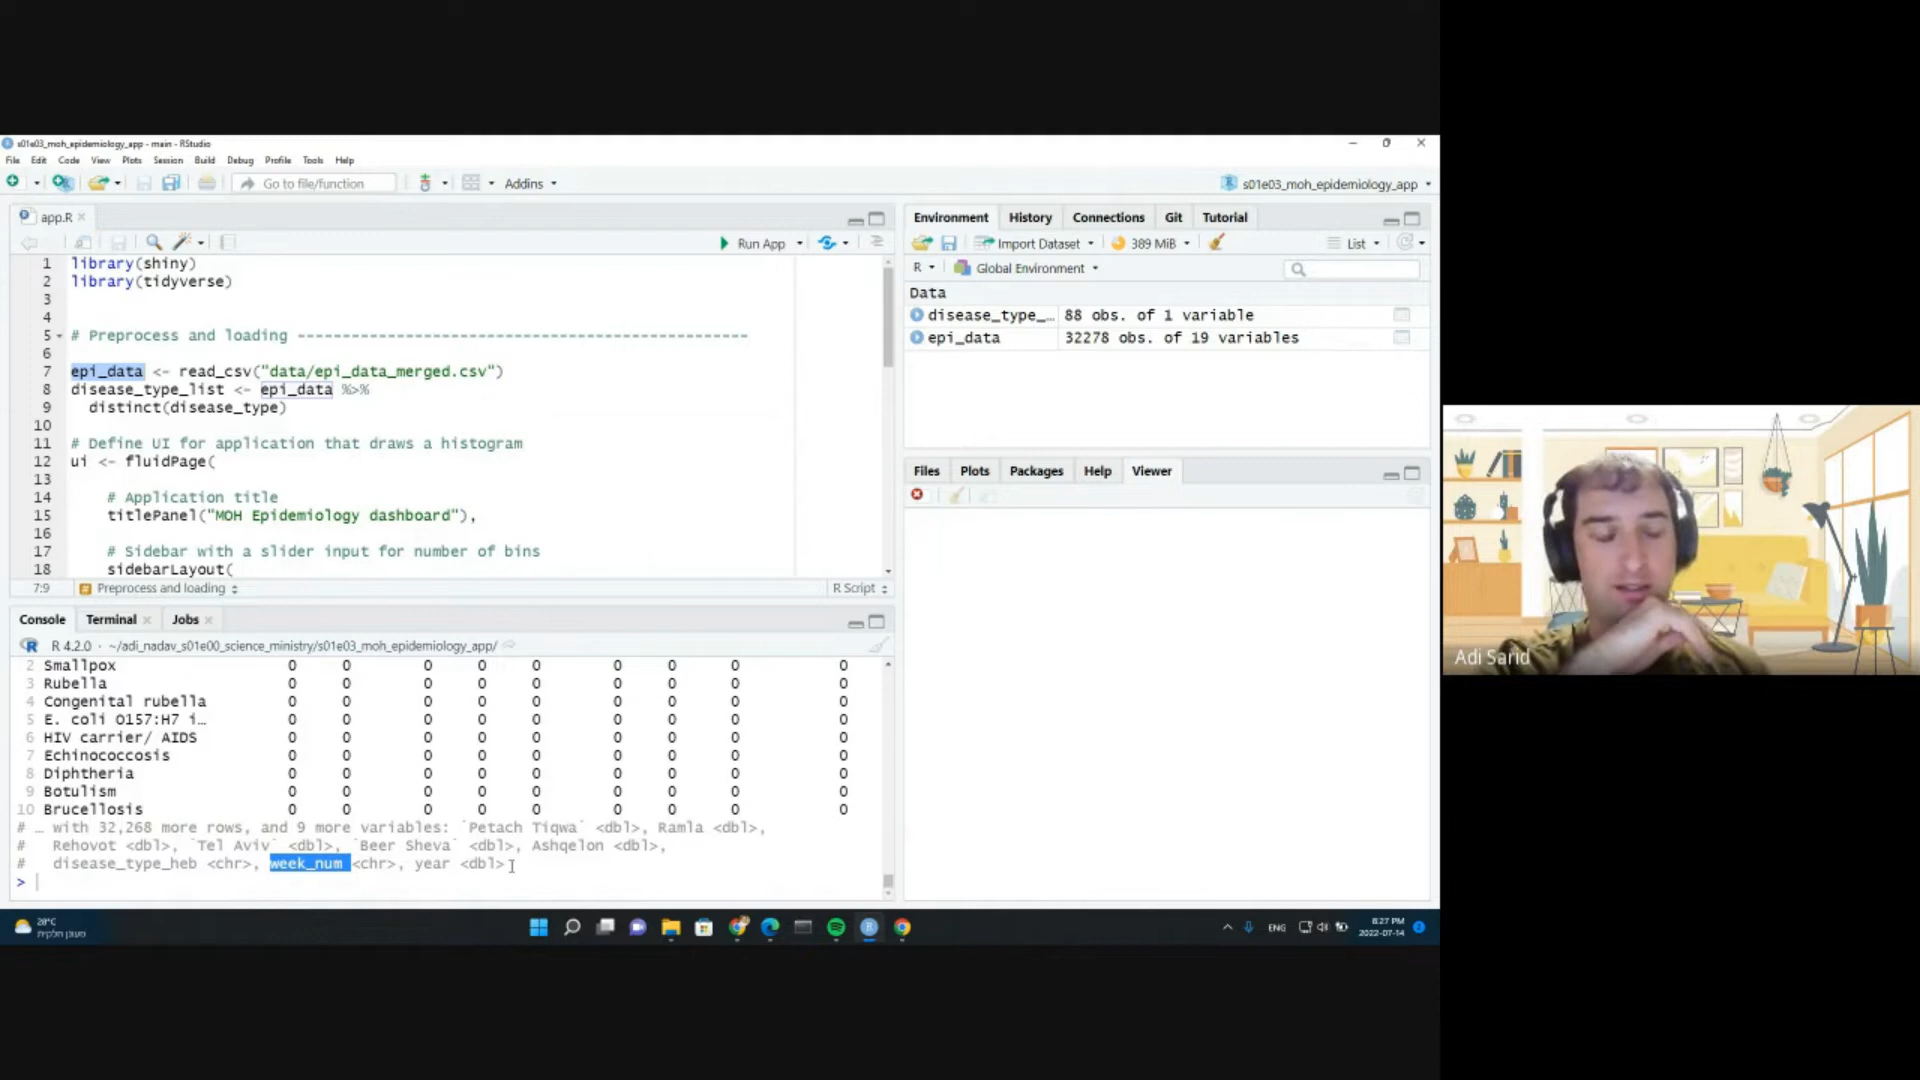 s01e03_moh_epidemiology_app - main - RStudio
File Edit Code View Plots Session Build Debug Profile Tools Help
Go to file/function Addins s01e03_moh_epidemiology_app
app.R
Run App
1 library(shiny)
2 library(tidyverse)
3
4
5 # Preprocess and loading --------------------------------------------------
6
7 epi_data <- read_csv("data/epi_data_merged.csv")
8 disease_type_list <- epi_data %>%
9 distinct(disease_type)
10
11 # Define UI for application that draws a histogram
12 ui <- fluidPage(
13
14 # Application title
15 titlePanel("MOH Epidemiology dashboard"),
16
17 # Sidebar with a slider input for number of bins
18 sidebarLayout(
7:9 Preprocess and loading R Script
Console Terminal Jobs
R 4.2.0 · ~/adi_nadav_s01e00_science_ministry/s01e03_moh_epidemiology_app/
2 Smallpox 0 0 0 0 0 0 0 0 0
3 Rubella 0 0 0 0 0 0 0 0 0
4 Congenital rubella 0 0 0 0 0 0 0 0 0
5 E. coli O157:H7 i… 0 0 0 0 0 0 0 0 0
6 HIV carrier/ AIDS 0 0 0 0 0 0 0 0 0
7 Echinococcosis 0 0 0 0 0 0 0 0 0
8 Diphtheria 0 0 0 0 0 0 0 0 0
9 Botulism 0 0 0 0 0 0 0 0 0
10 Brucellosis 0 0 0 0 0 0 0 0 0
# … with 32,268 more rows, and 9 more variables: `Petach Tiqwa` <dbl>, Ramla <dbl>,
# Rehovot <dbl>, `Tel Aviv` <dbl>, `Beer Sheva` <dbl>, Ashqelon <dbl>,
# disease_type_heb <chr>, week_num <chr>, year <dbl>
>
Environment History Connections Git Tutorial
Import Dataset 389 MiB List
R Global Environment
Data
disease_type_… 88 obs. of 1 variable
epi_data 32278 obs. of 19 variables
Files Plots Packages Help Viewer
Adi Sarid
28°C
מעונן חלקית
ENG
8:27 PM
2022-07-14